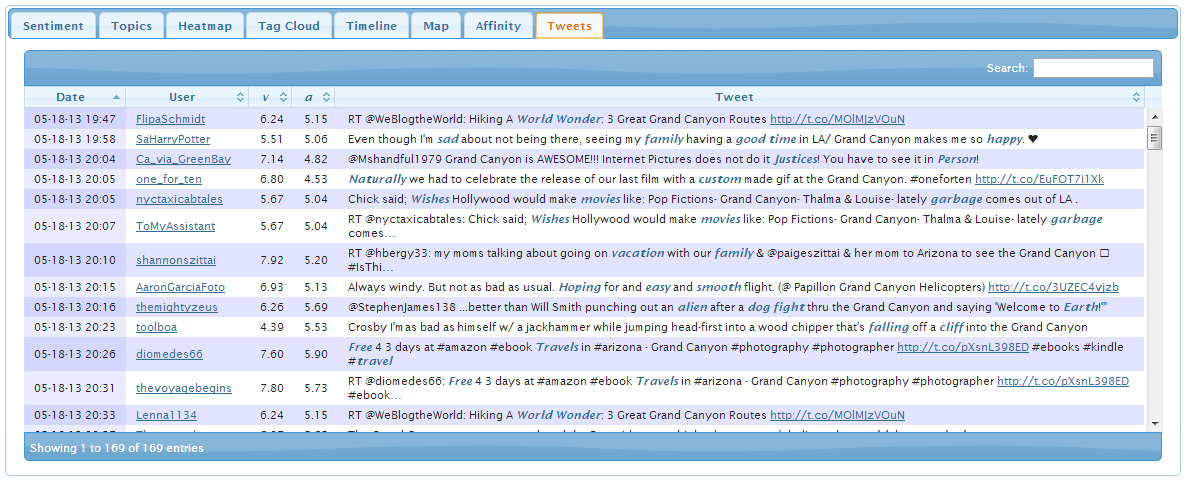 Sentiment Topics Heatmap Tag Cloud Timeline Map Affinity Tweets
Search:
Date User v a Tweet
05-18-13 19:47 FlipaSchmidt 6.24 5.15 RT @WeBlogtheWorld: Hiking A World Wonder: 3 Great Grand Canyon Routes http://t.co/MOlMJzVOuN
05-18-13 19:58 SaHarryPotter 5.51 5.06 Even though I'm sad about not being there, seeing my family having a good time in LA/ Grand Canyon makes me so happy. ♥
05-18-13 20:04 Ca_via_GreenBay 7.14 4.82 @Mshandful1979 Grand Canyon is AWESOME!!! Internet Pictures does not do it Justices! You have to see it in Person!
05-18-13 20:05 one_for_ten 6.80 4.53 Naturally we had to celebrate the release of our last film with a custom made gif at the Grand Canyon. #oneforten http://t.co/EuFOT7I1Xk
05-18-13 20:05 nyctaxicabtales 5.67 5.04 Chick said; Wishes Hollywood would make movies like: Pop Fictions- Grand Canyon- Thalma & Louise- lately garbage comes out of LA .
05-18-13 20:07 ToMyAssistant 5.67 5.04 RT @nyctaxicabtales: Chick said; Wishes Hollywood would make movies like: Pop Fictions- Grand Canyon- Thalma & Louise- lately garbage
comes...
05-18-13 20:10 shannonszittai 7.92 5.20 RT @hbergy33: my moms talking about going on vacation with our family & @paigeszittai & her mom to Arizona to see the Grand Canyon □
#IsThi...
05-18-13 20:15 AaronGarciaFoto 6.93 5.13 Always windy. But not as bad as usual. Hoping for and easy and smooth flight. (@ Papillon Grand Canyon Helicopters) http://t.co/3UZEC4vjzb
05-18-13 20:16 themightyzeus 6.26 5.69 @StephenJames138 ...better than Will Smith punching out an alien after a dog fight thru the Grand Canyon and saying 'Welcome to Earth!'"
05-18-13 20:23 toolboa 4.39 5.53 Crosby I'm as bad as himself w/ a jackhammer while jumping head-first into a wood chipper that's falling off a cliff into the Grand Canyon
05-18-13 20:26 diomedes66 7.60 5.90 Free 4 3 days at #amazon #ebook Travels in #arizona - Grand Canyon #photography #photographer http://t.co/pXsnL398ED #ebooks #kindle
#travel
05-18-13 20:31 thevoyagebegins 7.80 5.73 RT @diomedes66: Free 4 3 days at #amazon #ebook Travels in #arizona - Grand Canyon #photography #photographer http://t.co/pXsnL398ED
#ebook...
05-18-13 20:33 Lenna1134 6.24 5.15 RT @WeBlogtheWorld: Hiking A World Wonder: 3 Great Grand Canyon Routes http://t.co/MOlMJzVOuN
Showing 1 to 169 of 169 entries